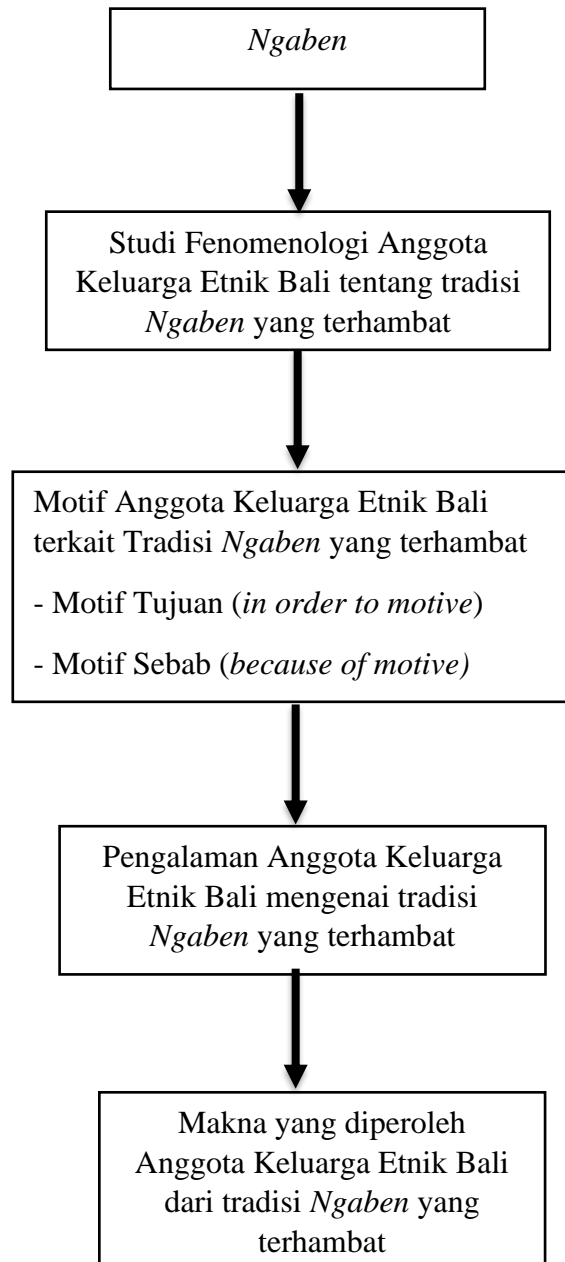 Ngaben
Studi Fenomenologi Anggota
Keluarga Etnik Bali tentang tradisi
Ngaben yang terhambat
Motif Anggota Keluarga Etnik Bali
terkait Tradisi Ngaben yang terhambat
- Motif Tujuan (in order to motive)
- Motif Sebab (because of motive)
Pengalaman Anggota Keluarga
Etnik Bali mengenai tradisi
Ngaben yang terhambat
Makna yang diperoleh
Anggota Keluarga Etnik Bali
dari tradisi Ngaben yang
terhambat